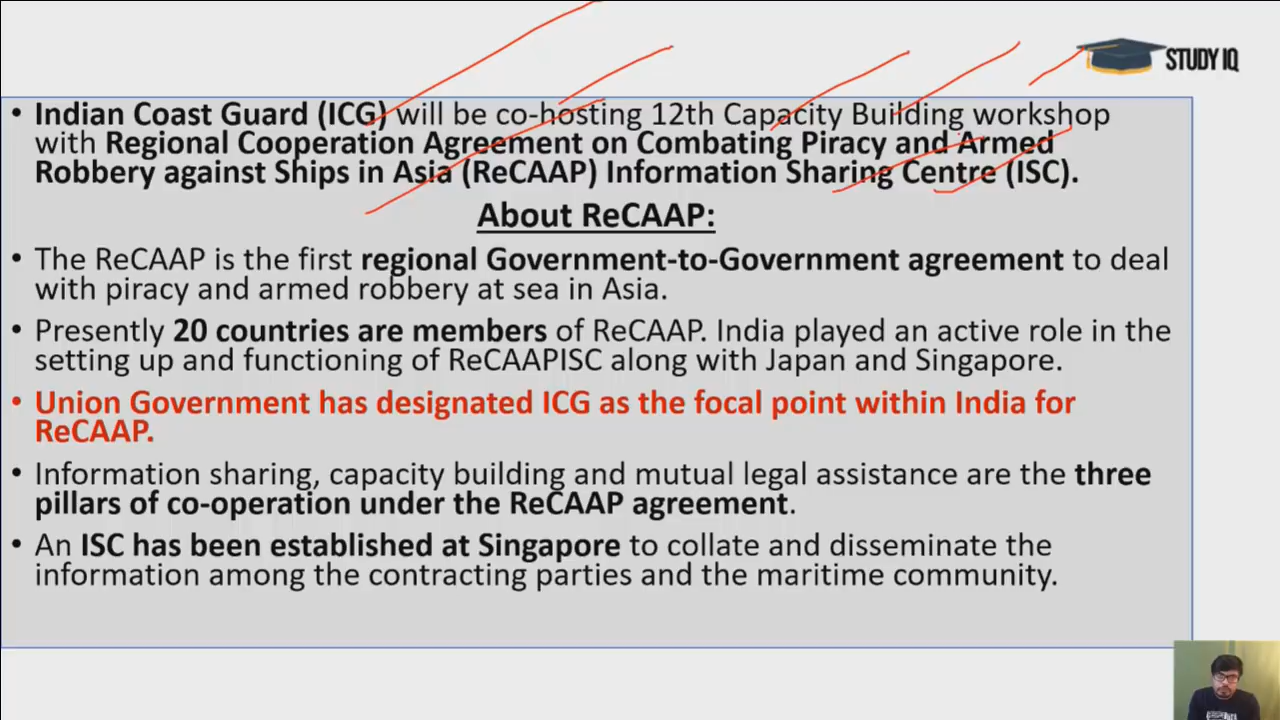 STUDY IQ
• Indian Coast Guard (ICG) will be co-hosting 12th Capacity Building workshop
with Regional Cooperation Agreement on Combating Piracy and Armed
Robbery against Ships in Asia (ReCAAP) Information Sharing Centre (ISC).
About ReCAAP:
• The ReCAAP is the first regional Government-to-Government agreement to deal
with piracy and armed robbery at sea in Asia.
• Presently 20 countries are members of ReCAAP. India played an active role in the
setting up and functioning of ReCAAPISC along with Japan and Singapore.
• Union Government has designated ICG as the focal point within India for
ReCAAP.
• Information sharing, capacity building and mutual legal assistance are the three
pillars of co-operation under the ReCAAP agreement.
• An ISC has been established at Singapore to collate and disseminate the
information among the contracting parties and the maritime community.